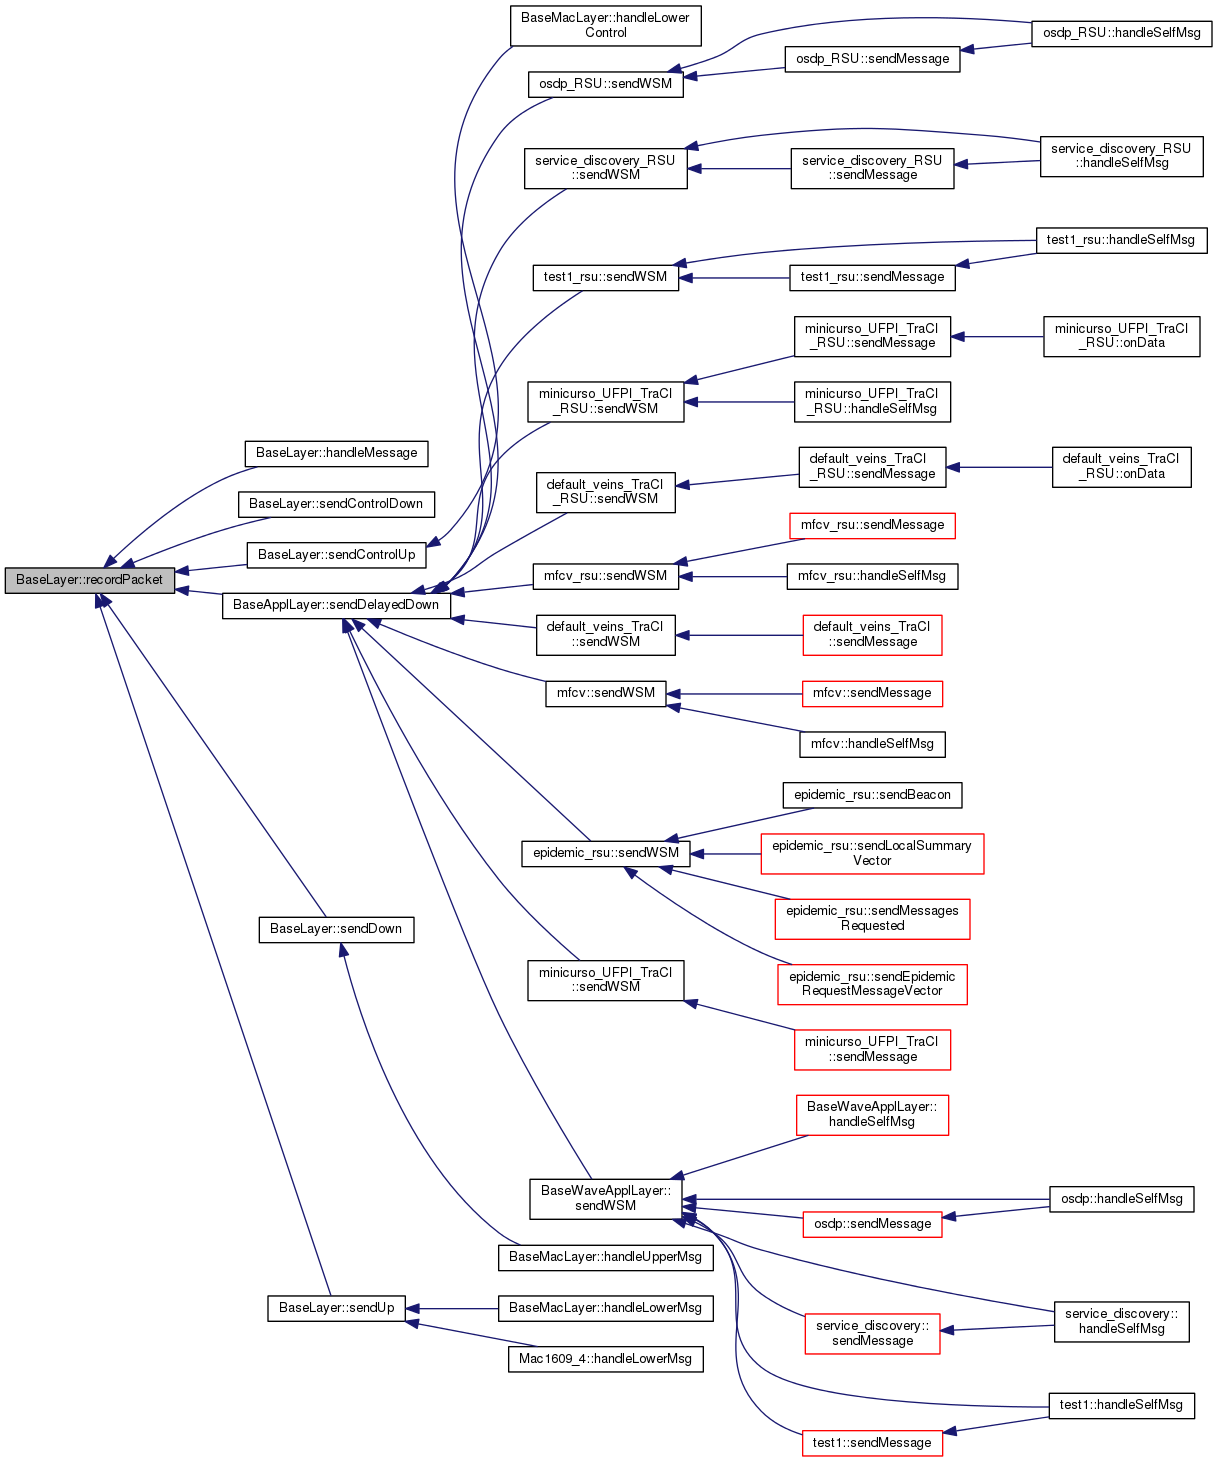 BaseMacLayer::handleLower
Control
osdp_RSU::sendWSM
osdp_RSU::sendMessage
osdp_RSU::handleSelfMsg
service_discovery_RSU
::sendWSM
service_discovery_RSU
::sendMessage
service_discovery_RSU
::handleSelfMsg
test1_rsu::sendWSM
test1_rsu::sendMessage
test1_rsu::handleSelfMsg
minicurso_UFPI_TraCI
_RSU::sendMessage
minicurso_UFPI_TraCI
_RSU::onData
minicurso_UFPI_TraCI
_RSU::sendWSM
minicurso_UFPI_TraCI
_RSU::handleSelfMsg
BaseLayer::handleMessage
default_veins_TraCI
_RSU::sendWSM
default_veins_TraCI
_RSU::sendMessage
default_veins_TraCI
_RSU::onData
BaseLayer::sendControlDown
BaseLayer::sendControlUp
mfcv_rsu::sendMessage
BaseLayer::recordPacket
mfcv_rsu::sendWSM
mfcv_rsu::handleSelfMsg
BaseApplLayer::sendDelayedDown
default_veins_TraCI
::sendWSM
default_veins_TraCI
::sendMessage
mfcv::sendWSM
mfcv::sendMessage
mfcv::handleSelfMsg
epidemic_rsu::sendBeacon
epidemic_rsu::sendWSM
epidemic_rsu::sendLocalSummary
Vector
epidemic_rsu::sendMessages
Requested
BaseLayer::sendDown
epidemic_rsu::sendEpidemic
RequestMessageVector
minicurso_UFPI_TraCI
::sendWSM
minicurso_UFPI_TraCI
::sendMessage
BaseWaveApplLayer::
handleSelfMsg
BaseWaveApplLayer::
sendWSM
osdp::handleSelfMsg
osdp::sendMessage
BaseMacLayer::handleUpperMsg
BaseLayer::sendUp
BaseMacLayer::handleLowerMsg
service_discovery::
sendMessage
service_discovery::
handleSelfMsg
Mac1609_4::handleLowerMsg
test1::handleSelfMsg
test1::sendMessage